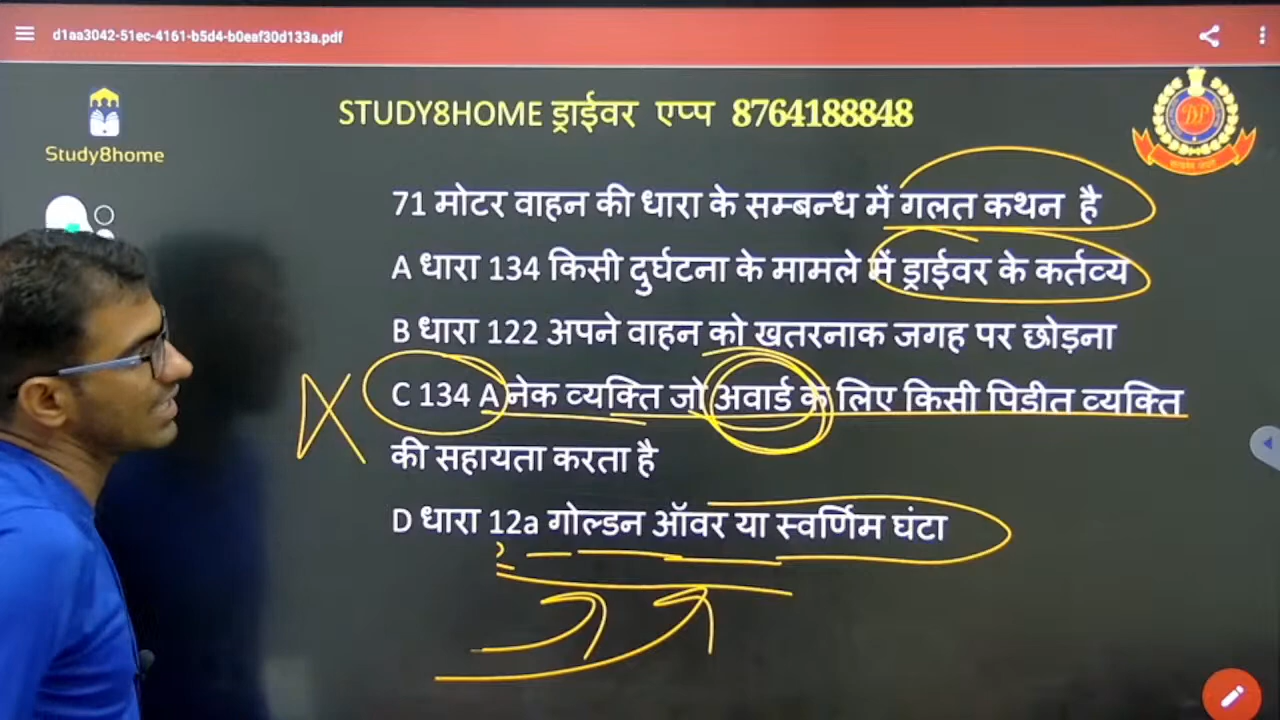 d1aa3042-51ec-4161-b5d4-b0eaf30d133a.pdf
STUDY8HOME ड्राईवर एप्प 8764188848
Study8home
71 मोटर वाहन की धारा के सम्बन्ध में गलत कथन है
A धारा 134 किसी दुर्घटना के मामले में ड्राईवर के कर्तव्य
B धारा 122 अपने वाहन को खतरनाक जगह पर छोड़ना
C 134 A नेक व्यक्ति जो अवार्ड के लिए किसी पिडीत व्यक्ति
की सहायता करता है
D धारा 12a गोल्डन ऑवर या स्वर्णिम घंटा